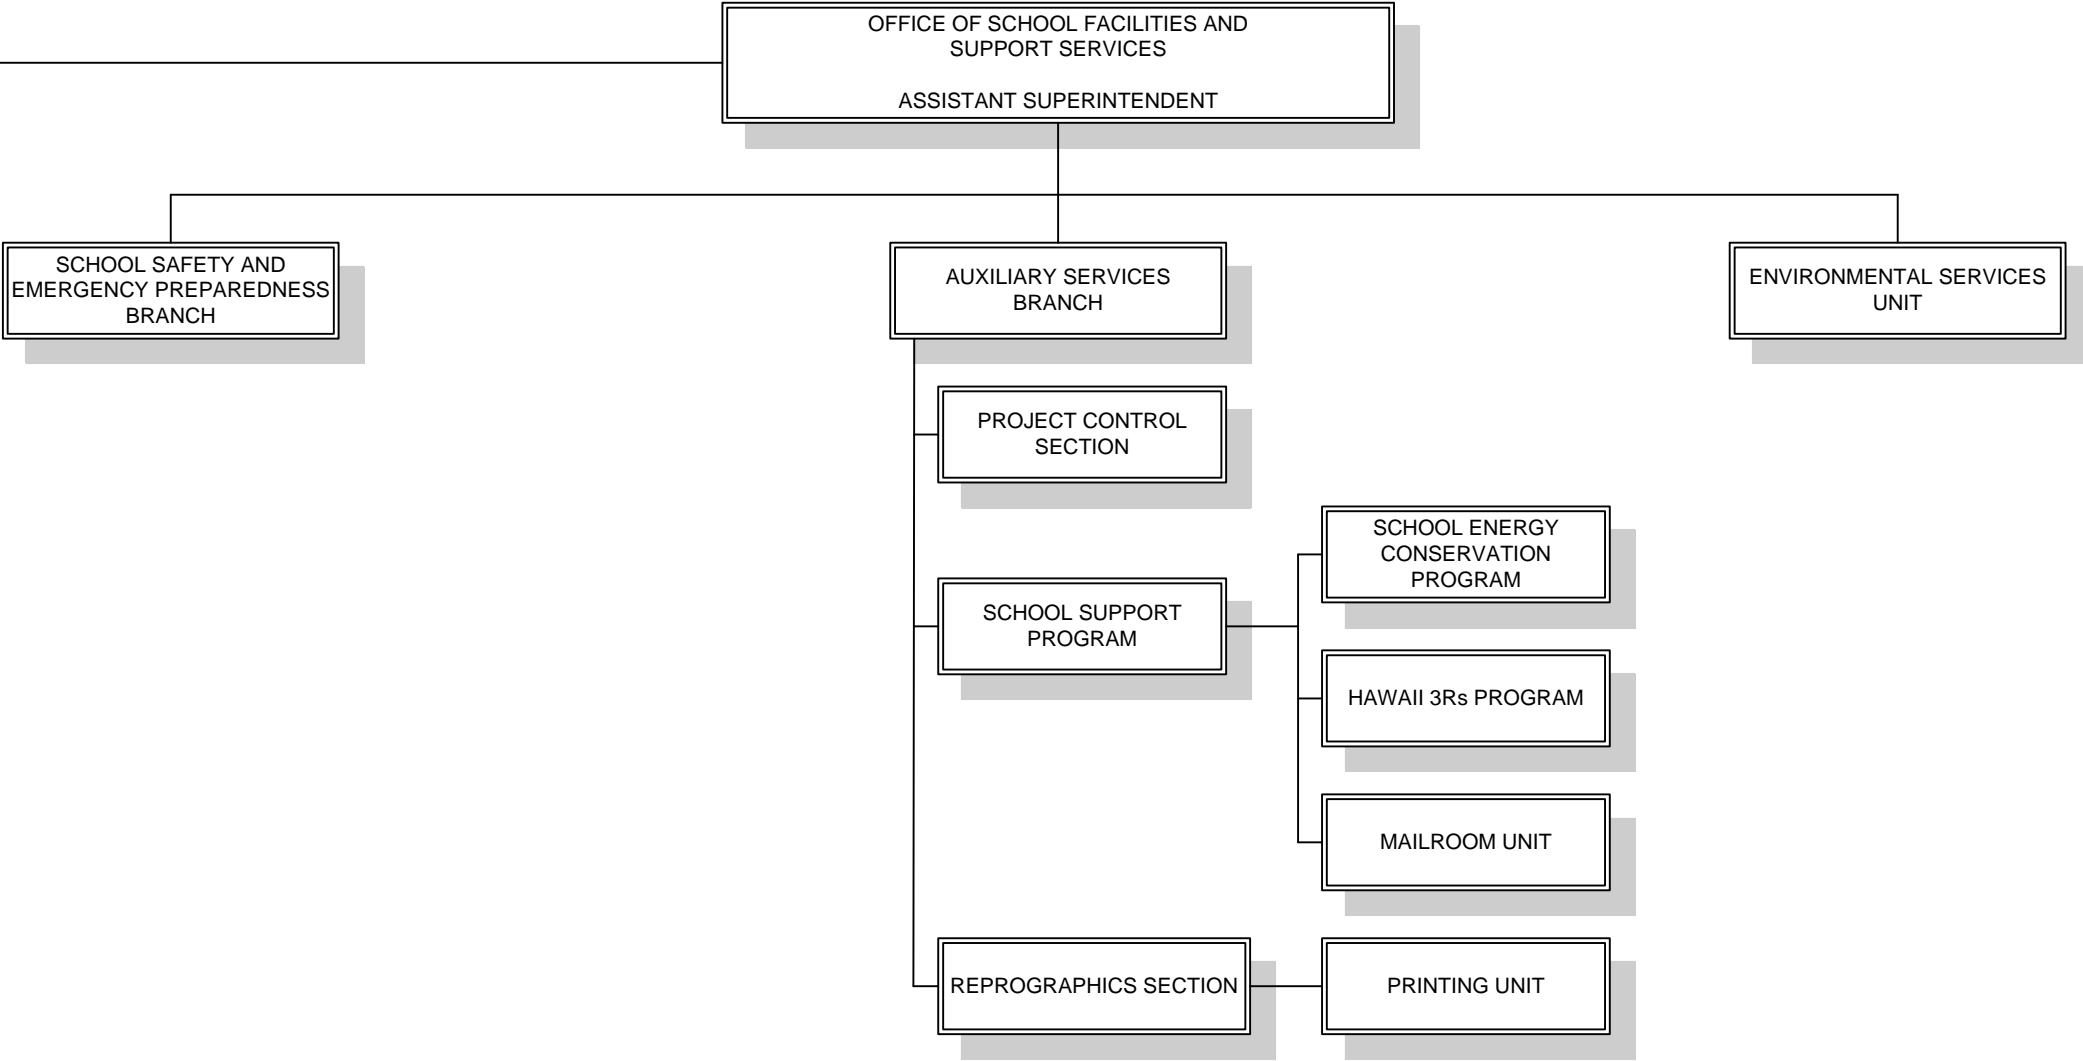 OFFICE OF SCHOOL FACILITIES AND
SUPPORT SERVICES
ASSISTANT SUPERINTENDENT
SCHOOL SAFETY AND
EMERGENCY PREPAREDNESS
BRANCH
AUXILIARY SERVICES
BRANCH
ENVIRONMENTAL SERVICES
UNIT
PROJECT CONTROL
SECTION
SCHOOL SUPPORT
PROGRAM
SCHOOL ENERGY
CONSERVATION
PROGRAM
HAWAII 3Rs PROGRAM
MAILROOM UNIT
REPROGRAPHICS SECTION
PRINTING UNIT